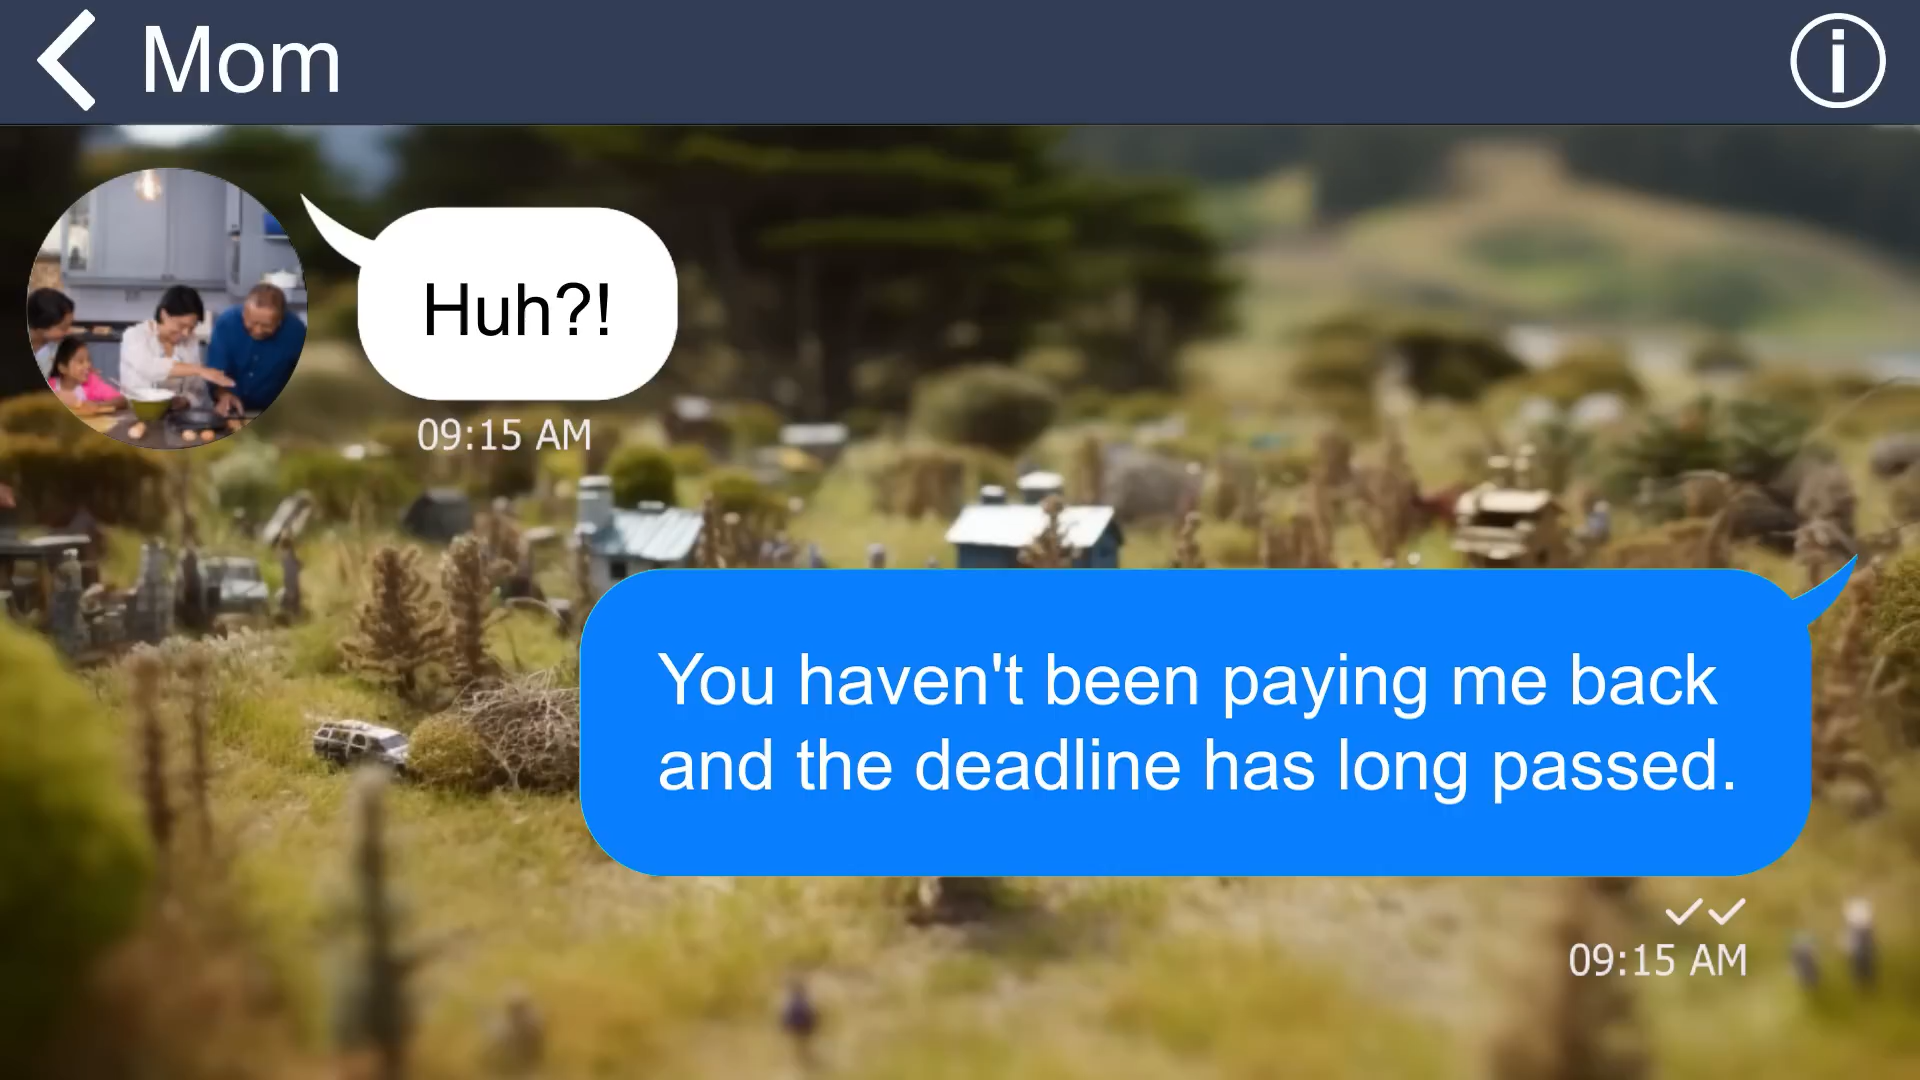 Mom
Huh?!
09:15 AM
You haven't been paying me back
and the deadline has long passed.
09:15 AM